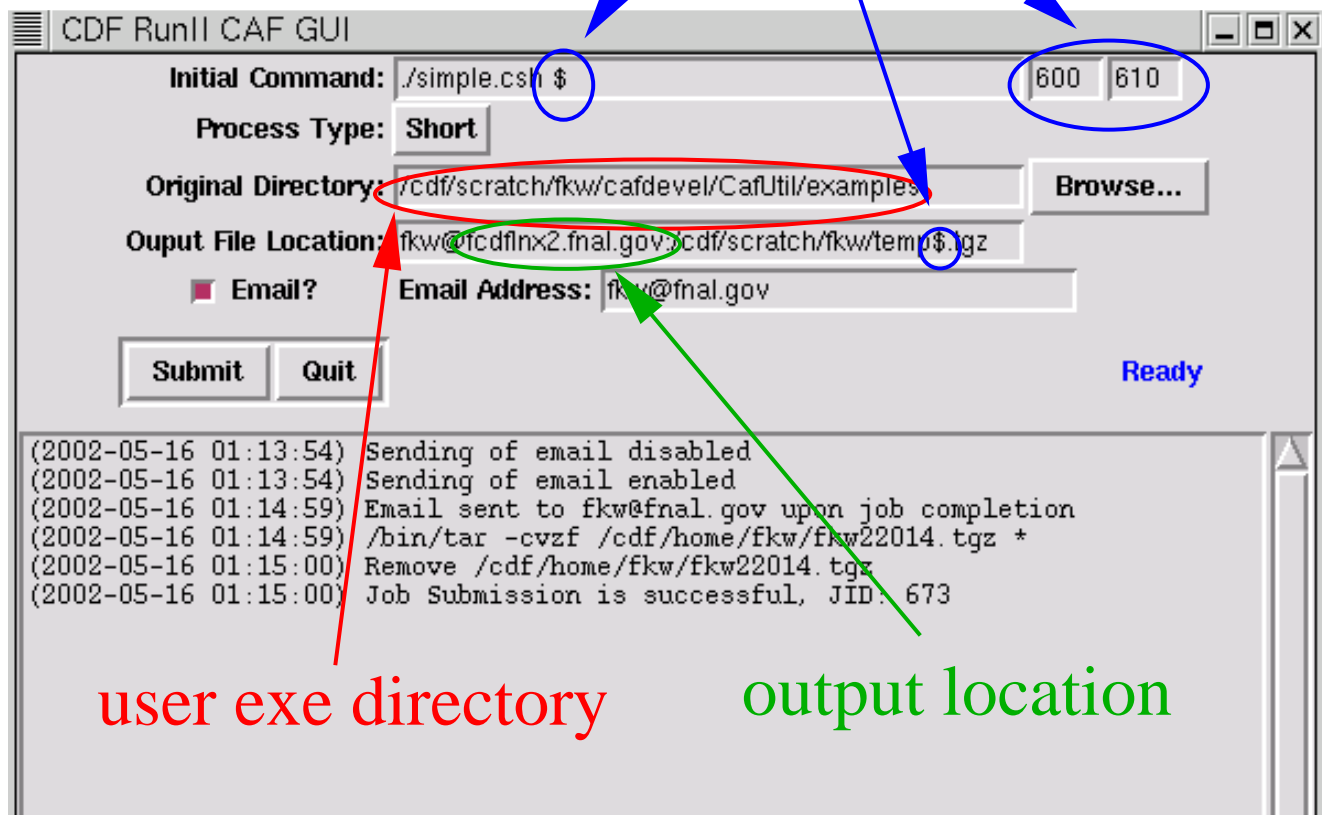 CDF RunII CAF GUI
Initial Command: ./simple.csh $ 600 610
Process Type: Short
Original Directory: /cdf/scratch/fkw/cafdevel/CafUtil/examples Browse...
Ouput File Location: fkw@fcdflnx2.fnal.gov:/cdf/scratch/fkw/temp$.tgz
Email? Email Address: fkw@fnal.gov
Submit Quit Ready
(2002-05-16 01:13:54) Sending of email disabled
(2002-05-16 01:13:54) Sending of email enabled
(2002-05-16 01:14:59) Email sent to fkw@fnal.gov upon job completion
(2002-05-16 01:14:59) /bin/tar -cvzf /cdf/home/fkw/fkw22014.tgz *
(2002-05-16 01:15:00) Remove /cdf/home/fkw/fkw22014.tgz
(2002-05-16 01:15:00) Job Submission is successful, JID: 673
user exe directory
output location